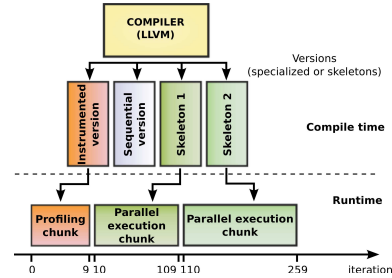 COMPILER
(LLVM)
Versions
(specialized or skeletons)
Instrumented
version
Sequential
version
Skeleton 1
Skeleton 2
Compile time
Runtime
Profiling
chunk
Parallel
execution
chunk
Parallel execution
chunk
0 9 10 109 110 259 iteration